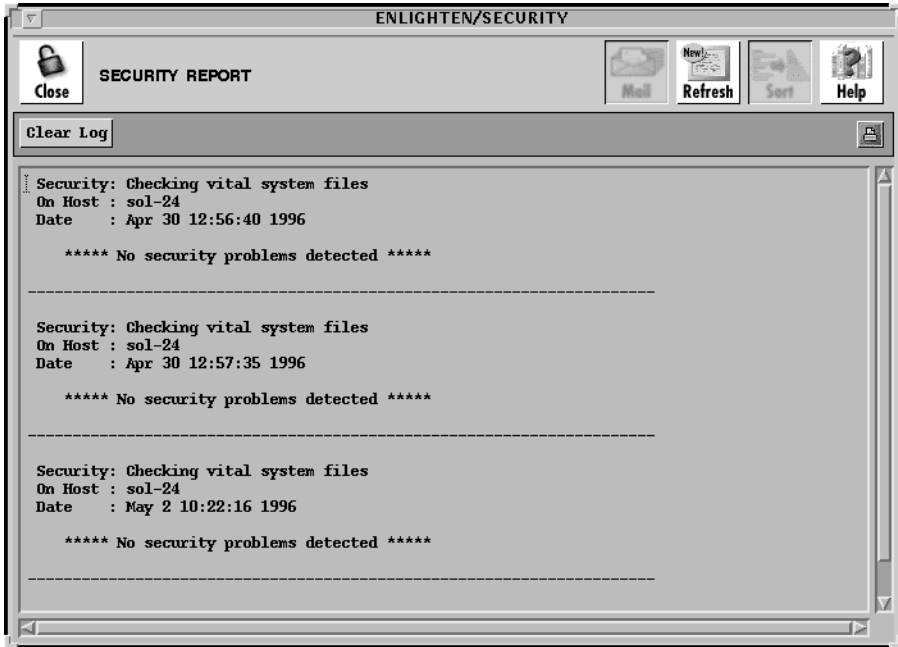 ENLIGHTEN/SECURITY
Close
SECURITY REPORT
Mail
New!
Refresh
Sort
Help
Clear Log
Security: Checking vital system files
On Host : sol-24
Date : Apr 30 12:56:40 1996
***** No security problems detected *****
----------------------------------------------------------------------
Security: Checking vital system files
On Host : sol-24
Date : Apr 30 12:57:35 1996
***** No security problems detected *****
----------------------------------------------------------------------
Security: Checking vital system files
On Host : sol-24
Date : May 2 10:22:16 1996
***** No security problems detected *****
----------------------------------------------------------------------